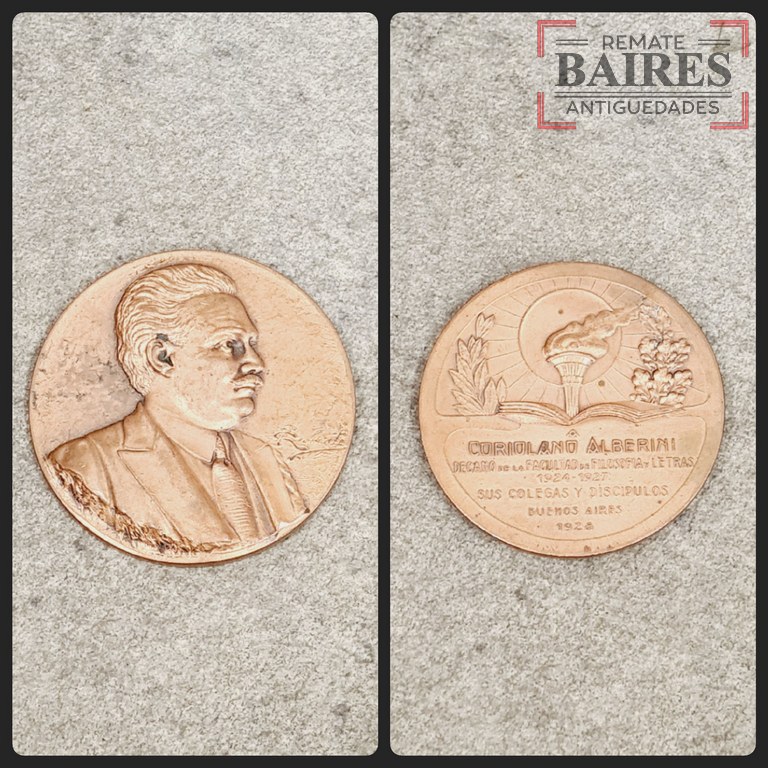 REMATE
BAIRES
ANTIGUEDADES
A
CORIOLANO ALBERINI
DECANO DE LA FACULTAD DE FILOSOFIA Y LETRAS
1924-1927
SUS COLEGAS Y DISCIPULOS
BUENOS AIRES
1928